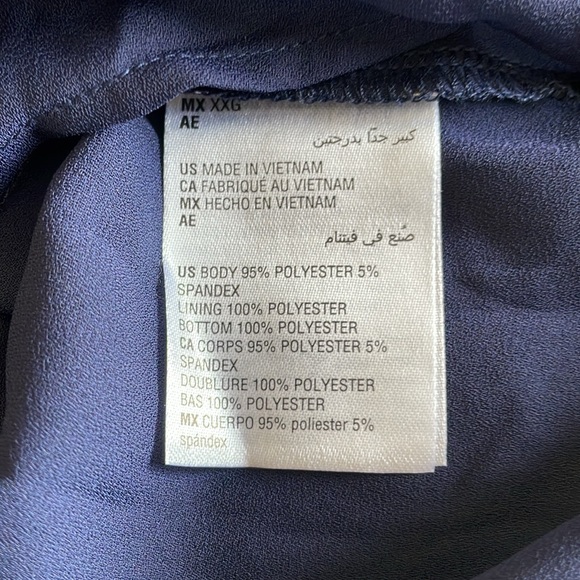 MX XXG
AE
كبير جدًا بدرجتين
US MADE IN VIETNAM
CA FABRIQUÉ AU VIETNAM
MX HECHO EN VIETNAM
AE
صُنع في فيتنام
US BODY 95% POLYESTER 5%
SPANDEX
LINING 100% POLYESTER
BOTTOM 100% POLYESTER
CA CORPS 95% POLYESTER 5%
SPANDEX
DOUBLURE 100% POLYESTER
BAS 100% POLYESTER
MX CUERPO 95% poliester 5%
spándex